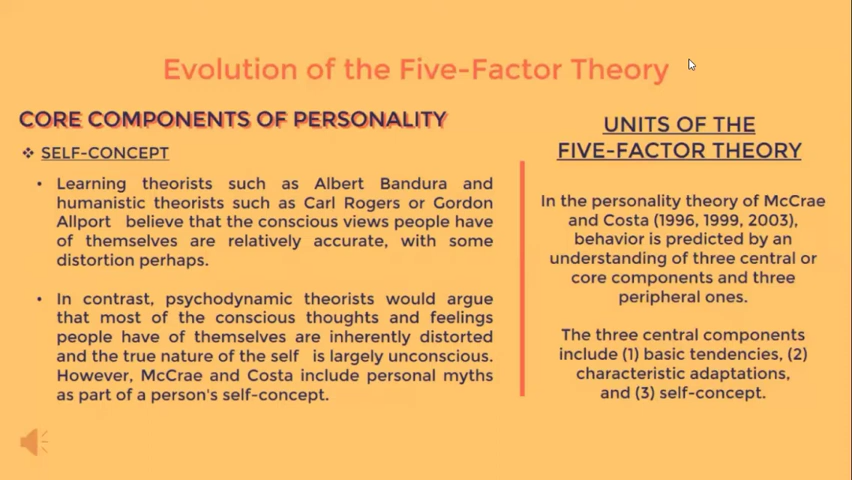 Evolution of the Five-Factor Theory
CORE COMPONENTS OF PERSONALITY
❖ SELF-CONCEPT
• Learning theorists such as Albert Bandura and
humanistic theorists such as Carl Rogers or Gordon
Allport believe that the conscious views people have
of themselves are relatively accurate, with some
distortion perhaps.
• In contrast, psychodynamic theorists would argue
that most of the conscious thoughts and feelings
people have of themselves are inherently distorted
and the true nature of the self is largely unconscious.
However, McCrae and Costa include personal myths
as part of a person's self-concept.
UNITS OF THE
FIVE-FACTOR THEORY
In the personality theory of McCrae
and Costa (1996, 1999, 2003),
behavior is predicted by an
understanding of three central or
core components and three
peripheral ones.
The three central components
include (1) basic tendencies, (2)
characteristic adaptations,
and (3) self-concept.